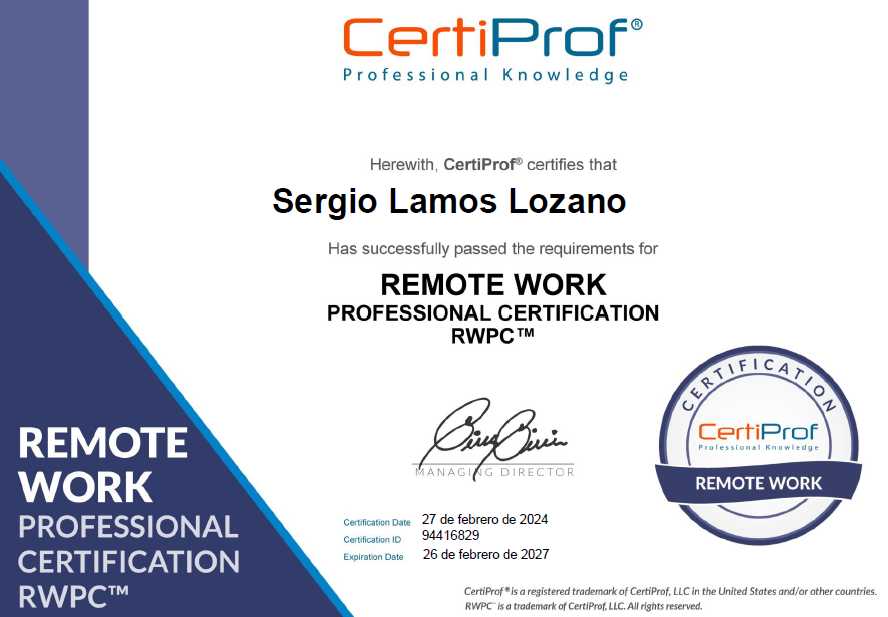 CertiProf®
Professional Knowledge
Herewith, CertiProf® certifies that
Sergio Lamos Lozano
Has successfully passed the requirements for
REMOTE WORK
PROFESSIONAL CERTIFICATION
RWPC™
MANAGING DIRECTOR
Certification Date 27 de febrero de 2024
Certification ID 94416829
Expiration Date 26 de febrero de 2027
REMOTE
WORK
PROFESSIONAL
CERTIFICATION
RWPC™
CERTIFICATION
CertiProf
Professional Knowledge
REMOTE WORK
CertiProf® is a registered trademark of CertiProf, LLC in the United States and/or other countries.
RWPC™ is a trademark of CertiProf, LLC. All rights reserved.